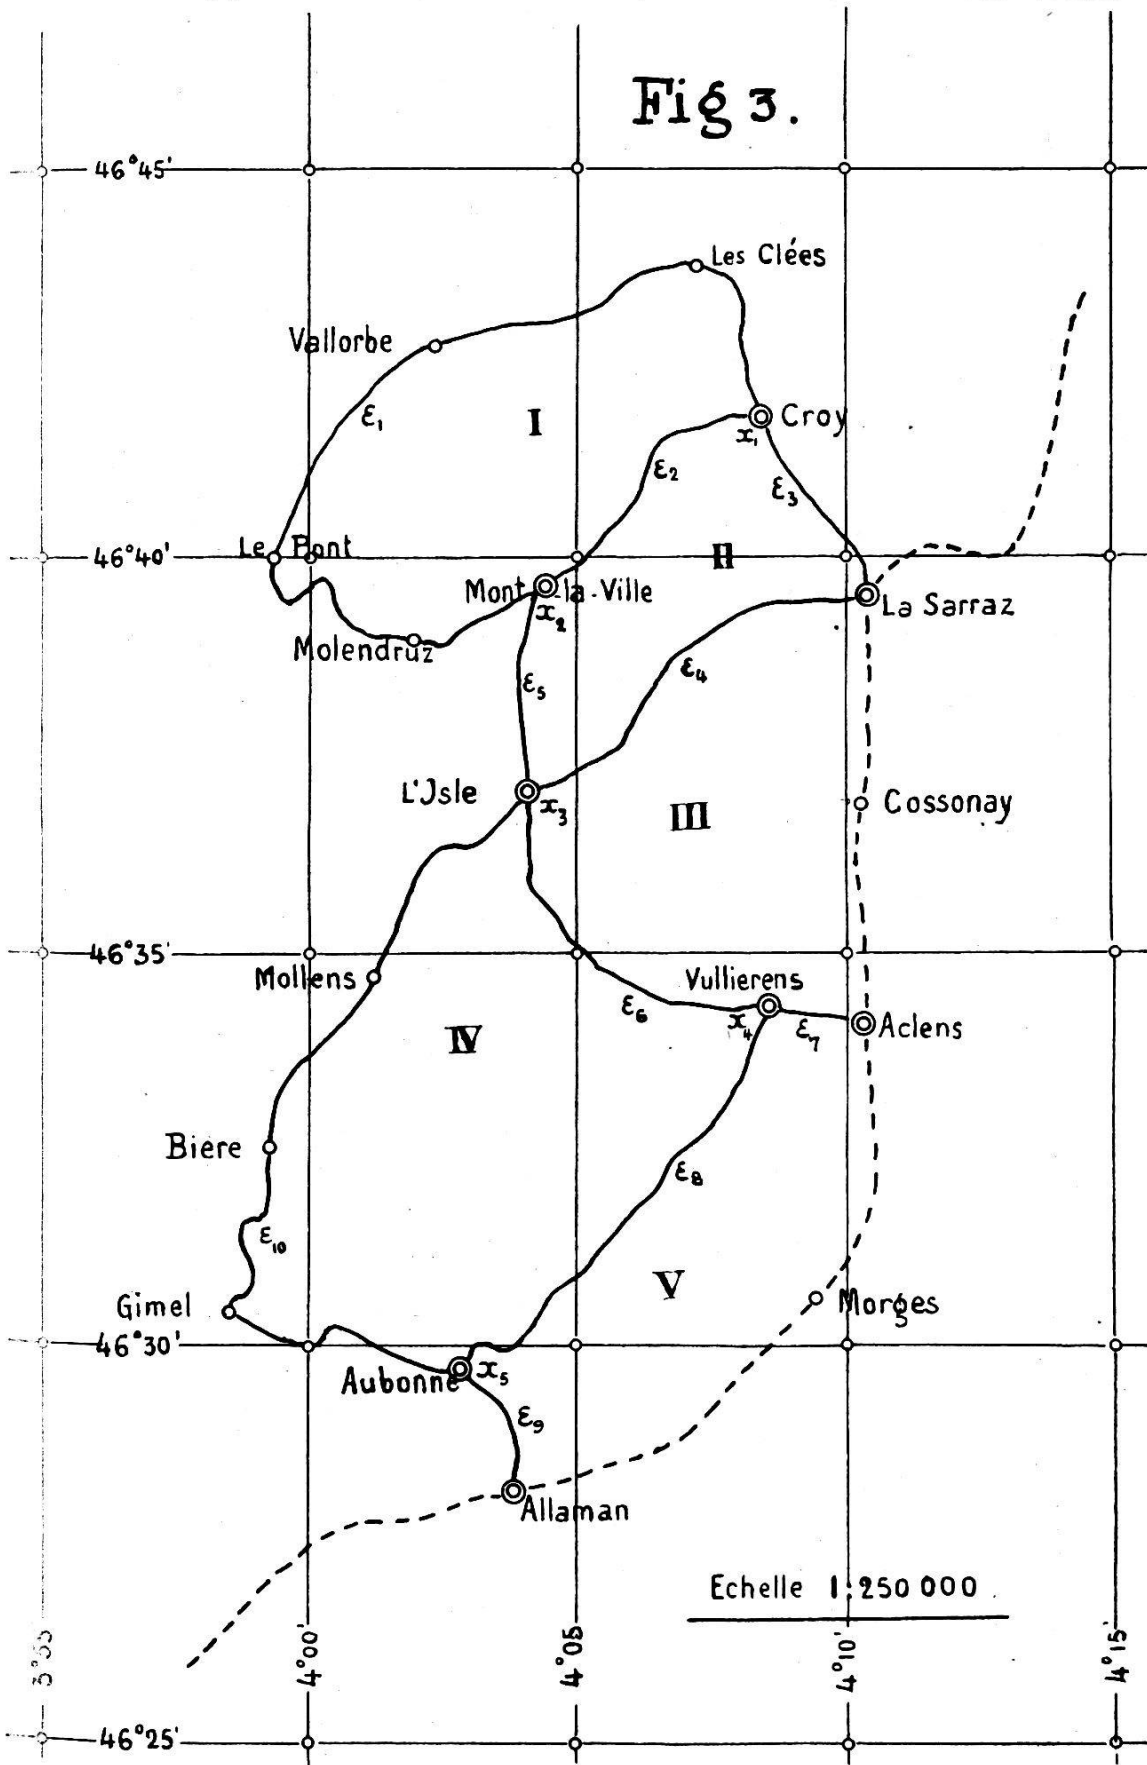 Fig 3.
46°45'
Les Clées
Vallorbe
ε₁
I
Croy
x₁
ε₂
ε₃
Le Pont
46°40'
II
Mont-la-Ville
x₂
La Sarraz
Molendruz
ε₅
ε₄
L'Jsle
x₃
III
Cossonay
46°35'
Mollens
Vullierens
ε₆
x₄
ε₇
Aclens
IV
Bière
ε₈
ε₁₀
V
Gimel
Morges
46°30'
Aubonne
x₅
ε₉
Allaman
Echelle 1:250 000
3°55'
4°00'
4°05'
4°10'
4°15'
46°25'